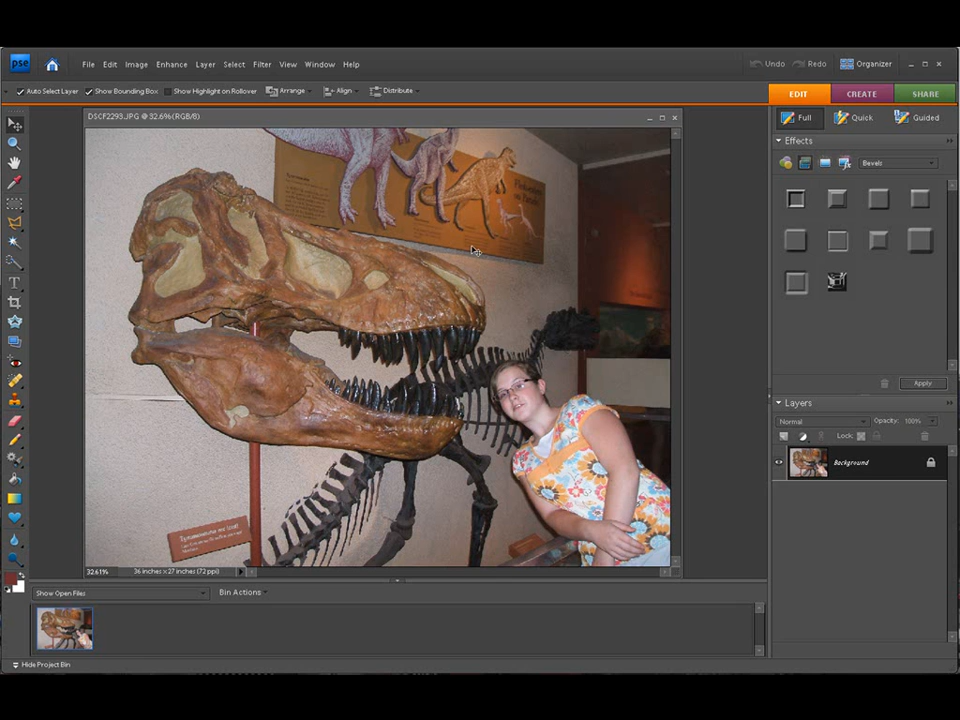 pse File Edit Image Enhance Layer Select Filter View Window Help Undo Redo Organizer
Auto Select Layer Show Bounding Box Show Highlight on Rollover Arrange Align Distribute
EDIT CREATE SHARE
DSCF2293.JPG @ 32.6%(RGB/8)
Full Quick Guided
Effects
Bevels
Apply
Layers
Normal Opacity: 100%
Lock:
Background
32.61% 36 inches x 27 inches (72 ppi)
Show Open Files Bin Actions
Hide Project Bin